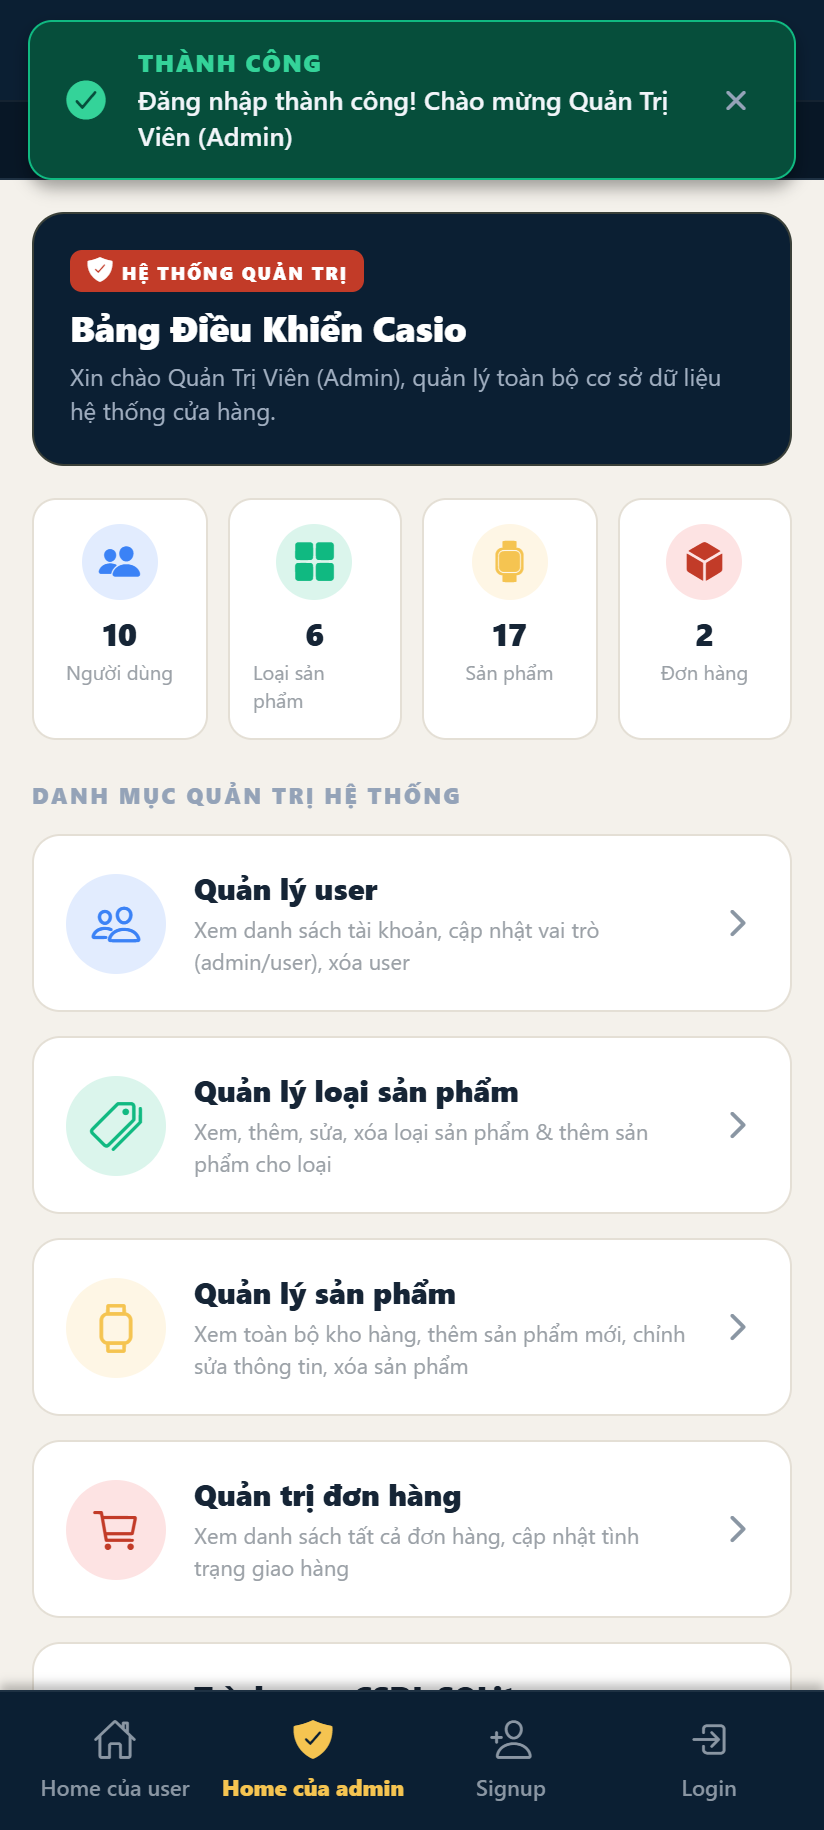 THÀNH CÔNG
Đăng nhập thành công! Chào mừng Quản Trị
Viên (Admin)
HỆ THỐNG QUẢN TRỊ
Bảng Điều Khiển Casio
Xin chào Quản Trị Viên (Admin), quản lý toàn bộ cơ sở dữ liệu
hệ thống cửa hàng.
10
Người dùng
6
Loại sản
phẩm
17
Sản phẩm
2
Đơn hàng
DANH MỤC QUẢN TRỊ HỆ THỐNG
Quản lý user
Xem danh sách tài khoản, cập nhật vai trò
(admin/user), xóa user
Quản lý loại sản phẩm
Xem, thêm, sửa, xóa loại sản phẩm & thêm sản
phẩm cho loại
Quản lý sản phẩm
Xem toàn bộ kho hàng, thêm sản phẩm mới, chỉnh
sửa thông tin, xóa sản phẩm
Quản trị đơn hàng
Xem danh sách tất cả đơn hàng, cập nhật tình
trạng giao hàng
Home của user
Home của admin
Signup
Login